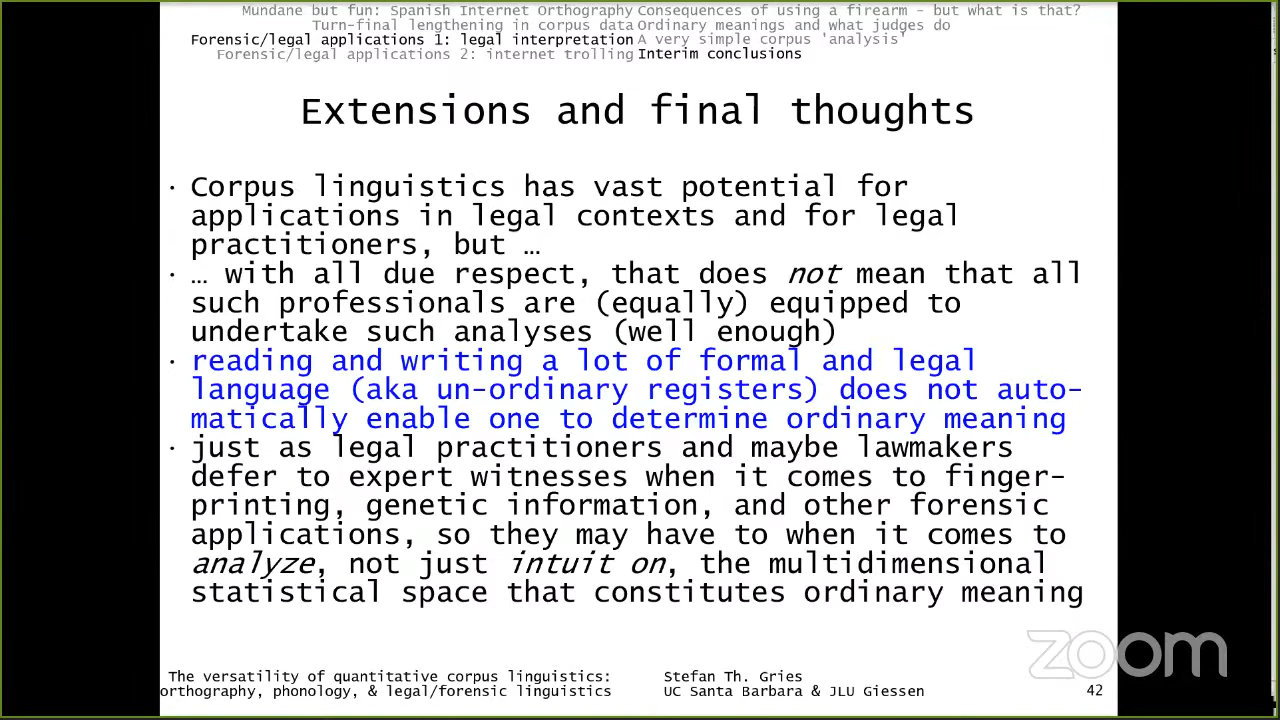 Mundane but fun: Spanish Internet Orthography Consequences of using a firearm - but what is that?
Turn-final lengthening in corpus data Ordinary meanings and what judges do
Forensic/legal applications 1: legal interpretation A very simple corpus 'analysis'
Forensic/legal applications 2: internet trolling Interim conclusions
Extensions and final thoughts
· Corpus linguistics has vast potential for
applications in legal contexts and for legal
practitioners, but …
· … with all due respect, that does not mean that all
such professionals are (equally) equipped to
undertake such analyses (well enough)
· reading and writing a lot of formal and legal
language (aka un-ordinary registers) does not auto-
matically enable one to determine ordinary meaning
· just as legal practitioners and maybe lawmakers
defer to expert witnesses when it comes to finger-
printing, genetic information, and other forensic
applications, so they may have to when it comes to
analyze, not just intuit on, the multidimensional
statistical space that constitutes ordinary meaning
zoom
The versatility of quantitative corpus linguistics:
orthography, phonology, & legal/forensic linguistics
Stefan Th. Gries
UC Santa Barbara & JLU Giessen
42